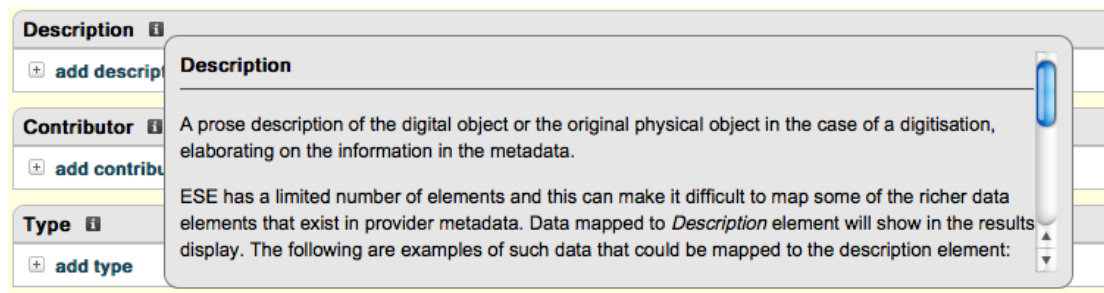 Description
add descript
Contributor
add contribu
Type
add type
Description
A prose description of the digital object or the original physical object in the case of a digitisation,
elaborating on the information in the metadata.
ESE has a limited number of elements and this can make it difficult to map some of the richer data
elements that exist in provider metadata. Data mapped to Description element will show in the results
display. The following are examples of such data that could be mapped to the description element: